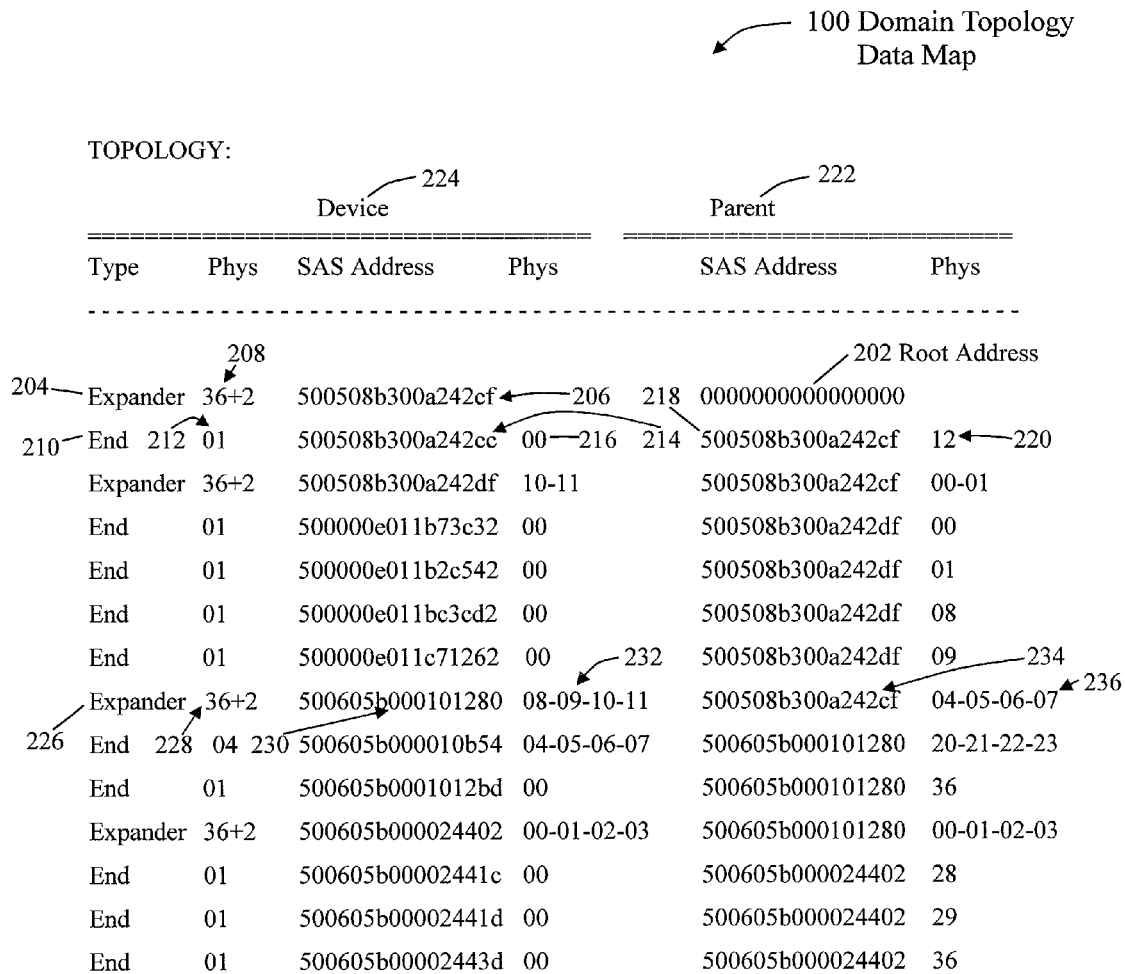 100 Domain Topology
Data Map
TOPOLOGY:
224 222
Device Parent
==================================== ============================
Type Phys SAS Address Phys SAS Address Phys
- - - - - - - - - - - - - - - - - - - - - - - - - - - - - - - - - - - - - - - - - - - - - - - - - - - - - - - - - - - - - - - - - -
208 202 Root Address
204 Expander 36+2 500508b300a242cf 206 218 0000000000000000
210 End 212 01 500508b300a242cc 00 216 214 500508b300a242cf 12 220
Expander 36+2 500508b300a242df 10-11 500508b300a242cf 00-01
End 01 500000e011b73c32 00 500508b300a242df 00
End 01 500000e011b2c542 00 500508b300a242df 01
End 01 500000e011bc3cd2 00 500508b300a242df 08
End 01 500000e011c71262 00 232 500508b300a242df 09 234
Expander 36+2 500605b000101280 08-09-10-11 500508b300a242cf 04-05-06-07 236
226 End 228 04 230 500605b000010b54 04-05-06-07 500605b000101280 20-21-22-23
End 01 500605b0001012bd 00 500605b000101280 36
Expander 36+2 500605b000024402 00-01-02-03 500605b000101280 00-01-02-03
End 01 500605b00002441c 00 500605b000024402 28
End 01 500605b00002441d 00 500605b000024402 29
End 01 500605b00002443d 00 500605b000024402 36